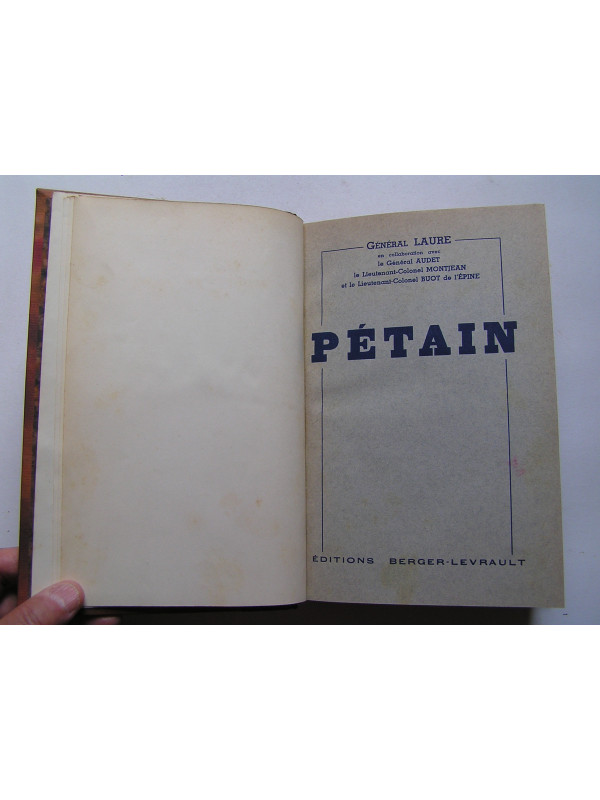 GÉNÉRAL LAURE
en collaboration avec
le Général AUDET
le Lieutenant-Colonel MONTJEAN
et le Lieutenant-Colonel BUOT de l'ÉPINE
PÉTAIN
ÉDITIONS BERGER-LEVRAULT